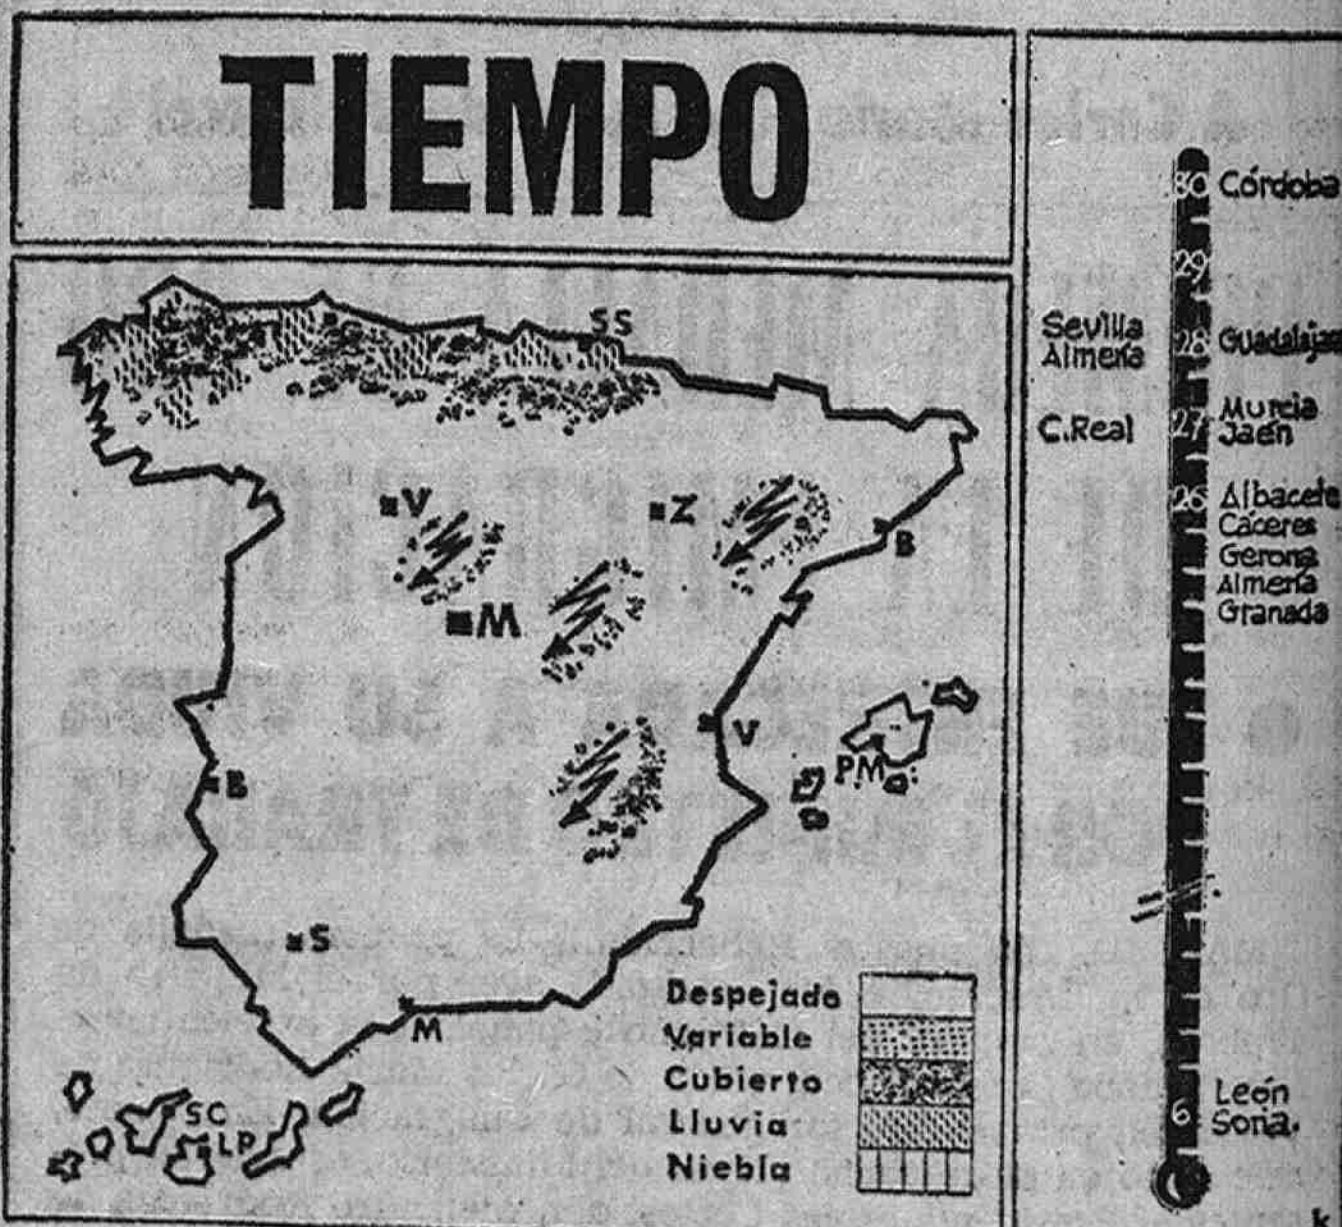 TIEMPO
SS
V
Z
B
M
V
PM
B
S
M
SC
LP
Despejado
Variable
Cubierto
Lluvia
Niebla
30 Córdoba
29
Sevilla
Almería
28
C.Real
27 Murcia
Jaén
26 Albacete
Cáceres
Gerona
Almería
Granada
6 León
Soria.